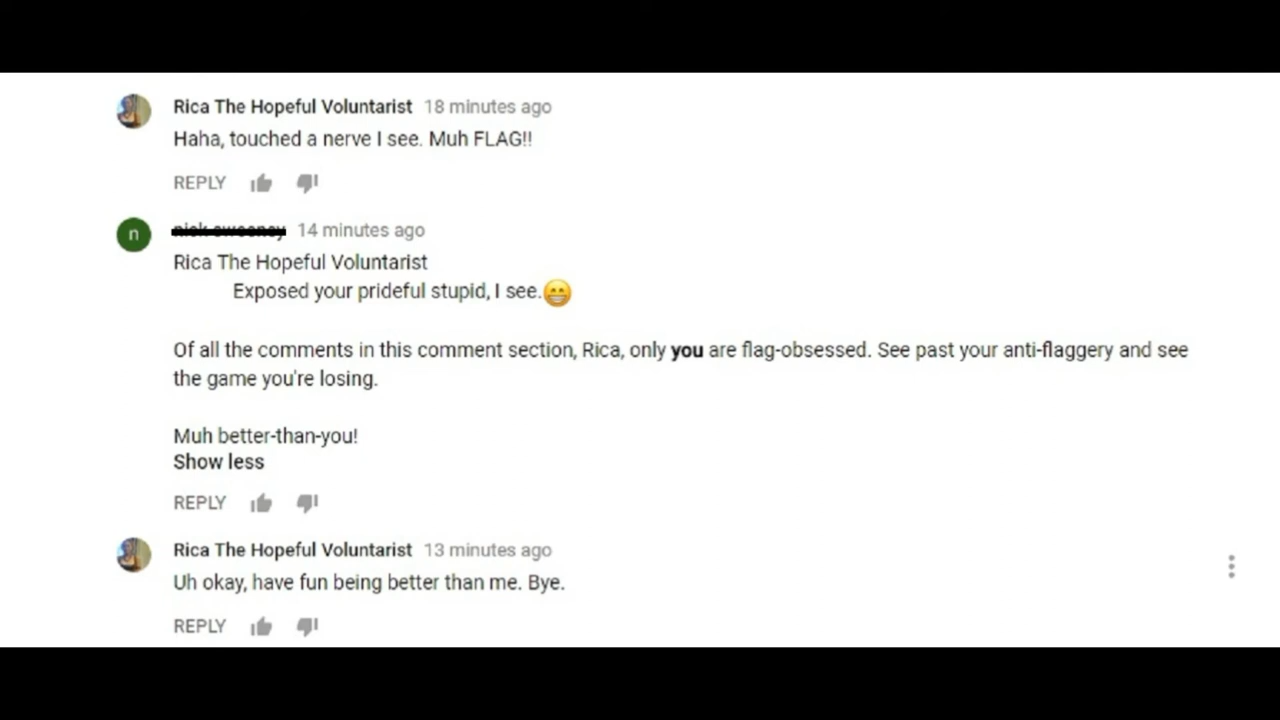 Rica The Hopeful Voluntarist 18 minutes ago
Haha, touched a nerve I see. Muh FLAG!!
REPLY
n
14 minutes ago
Rica The Hopeful Voluntarist
Exposed your prideful stupid, I see.😁
Of all the comments in this comment section, Rica, only you are flag-obsessed. See past your anti-flaggery and see
the game you're losing.
Muh better-than-you!
Show less
REPLY
Rica The Hopeful Voluntarist 13 minutes ago
Uh okay, have fun being better than me. Bye.
REPLY